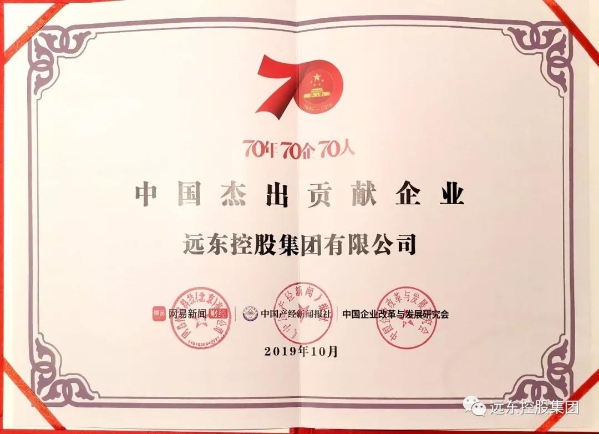 70
70年70企70人
中国杰出贡献企业
远东控股集团有限公司
网易新闻 财经 中国产经新闻报社 中国企业改革与发展研究会
2019年10月
远东控股集团